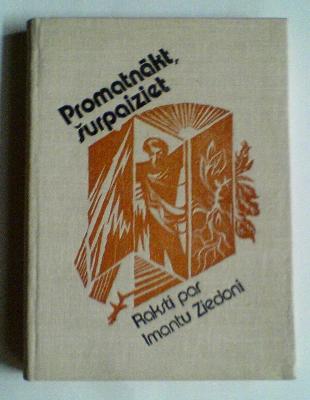 Promatnākt,
šurpaiziet
Raksti par
Imantu Ziedoni